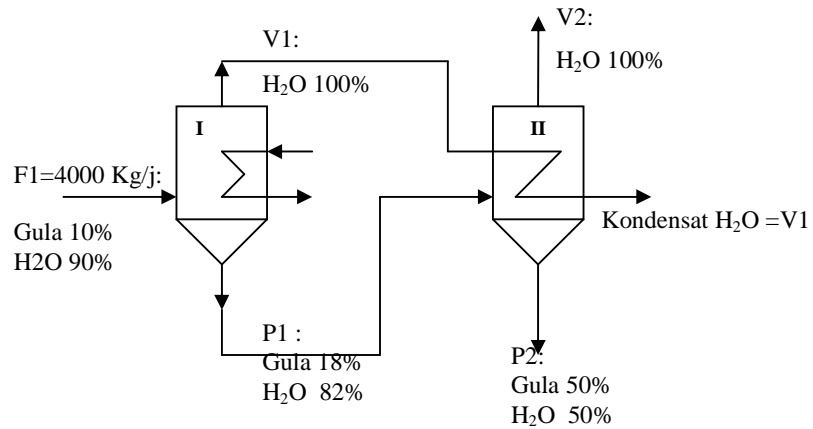 V1:
H₂O 100%
V2:
H₂O 100%
I
II
F1=4000 Kg/j:
Gula 10%
H2O 90%
Kondensat H₂O =V1
P1 :
Gula 18%
H₂O 82%
P2:
Gula 50%
H₂O 50%